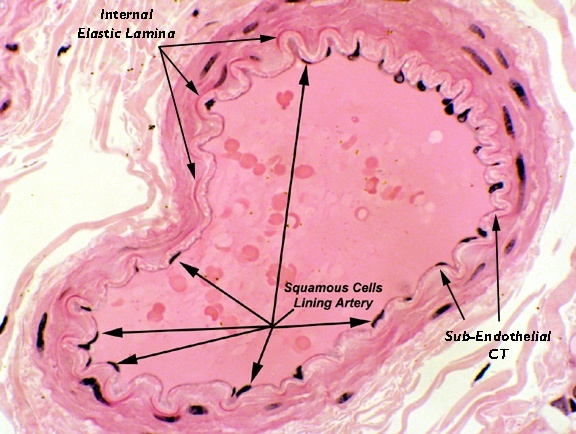 Internal
Elastic Lamina
Squamous Cells
Lining Artery
Sub-Endothelial
CT